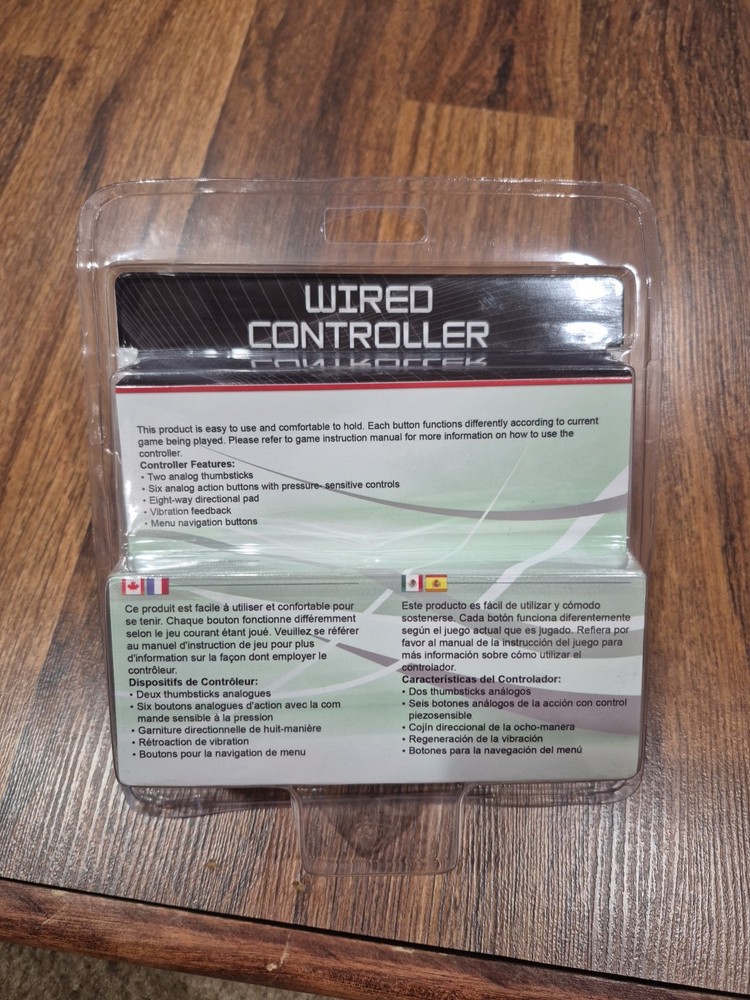 WIRED
CONTROLLER
This product is easy to use and comfortable to hold. Each button functions differently according to current
game being played. Please refer to game instruction manual for more information on how to use the
controller.
Controller Features:
• Two analog thumbsticks
• Six analog action buttons with pressure- sensitive controls
• Eight-way directional pad
• Vibration feedback
• Menu navigation buttons
Ce produit est facile à utiliser et confortable pour
se tenir. Chaque bouton fonctionne différemment
selon le jeu courant étant joué. Veuillez se référer
au manuel d'instruction de jeu pour plus
d'information sur la façon dont employer le
contrôleur.
Dispositifs de Contrôleur:
• Deux thumbsticks analogues
• Six boutons analogues d'action avec la com
mande sensible à la pression
• Garniture directionnelle de huit-manière
• Rétroaction de vibration
• Boutons pour la navigation de menu
Este producto es fácil de utilizar y cómodo
sostenerse. Cada botón funciona diferentemente
según el juego actual que es jugado. Refiera por
favor al manual de la instrucción del juego para
más información sobre cómo utilizar el
controlador.
Características del Controlador:
• Dos thumbsticks análogos
• Seis botones análogos de la acción con control
piezosensible
• Cojín direccional de la ocho-manera
• Regeneración de la vibración
• Botones para la navegación del menú